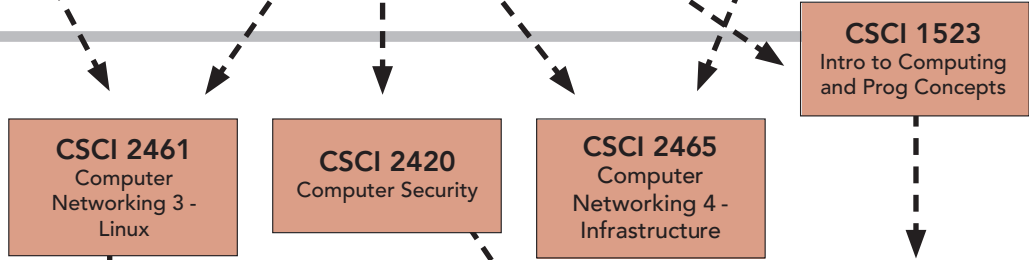 CSCI 1523
Intro to Computing
and Prog Concepts
CSCI 2461
Computer
Networking 3 -
Linux
CSCI 2420
Computer Security
CSCI 2465
Computer
Networking 4 -
Infrastructure